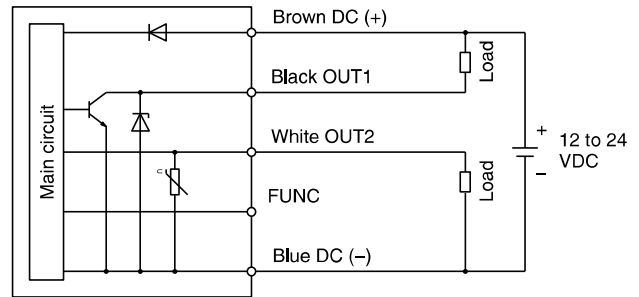 Brown DC (+)
Load
Black OUT1
Main circuit
White OUT2
+
12 to 24
VDC
−
c
FUNC
Load
Blue DC (−)